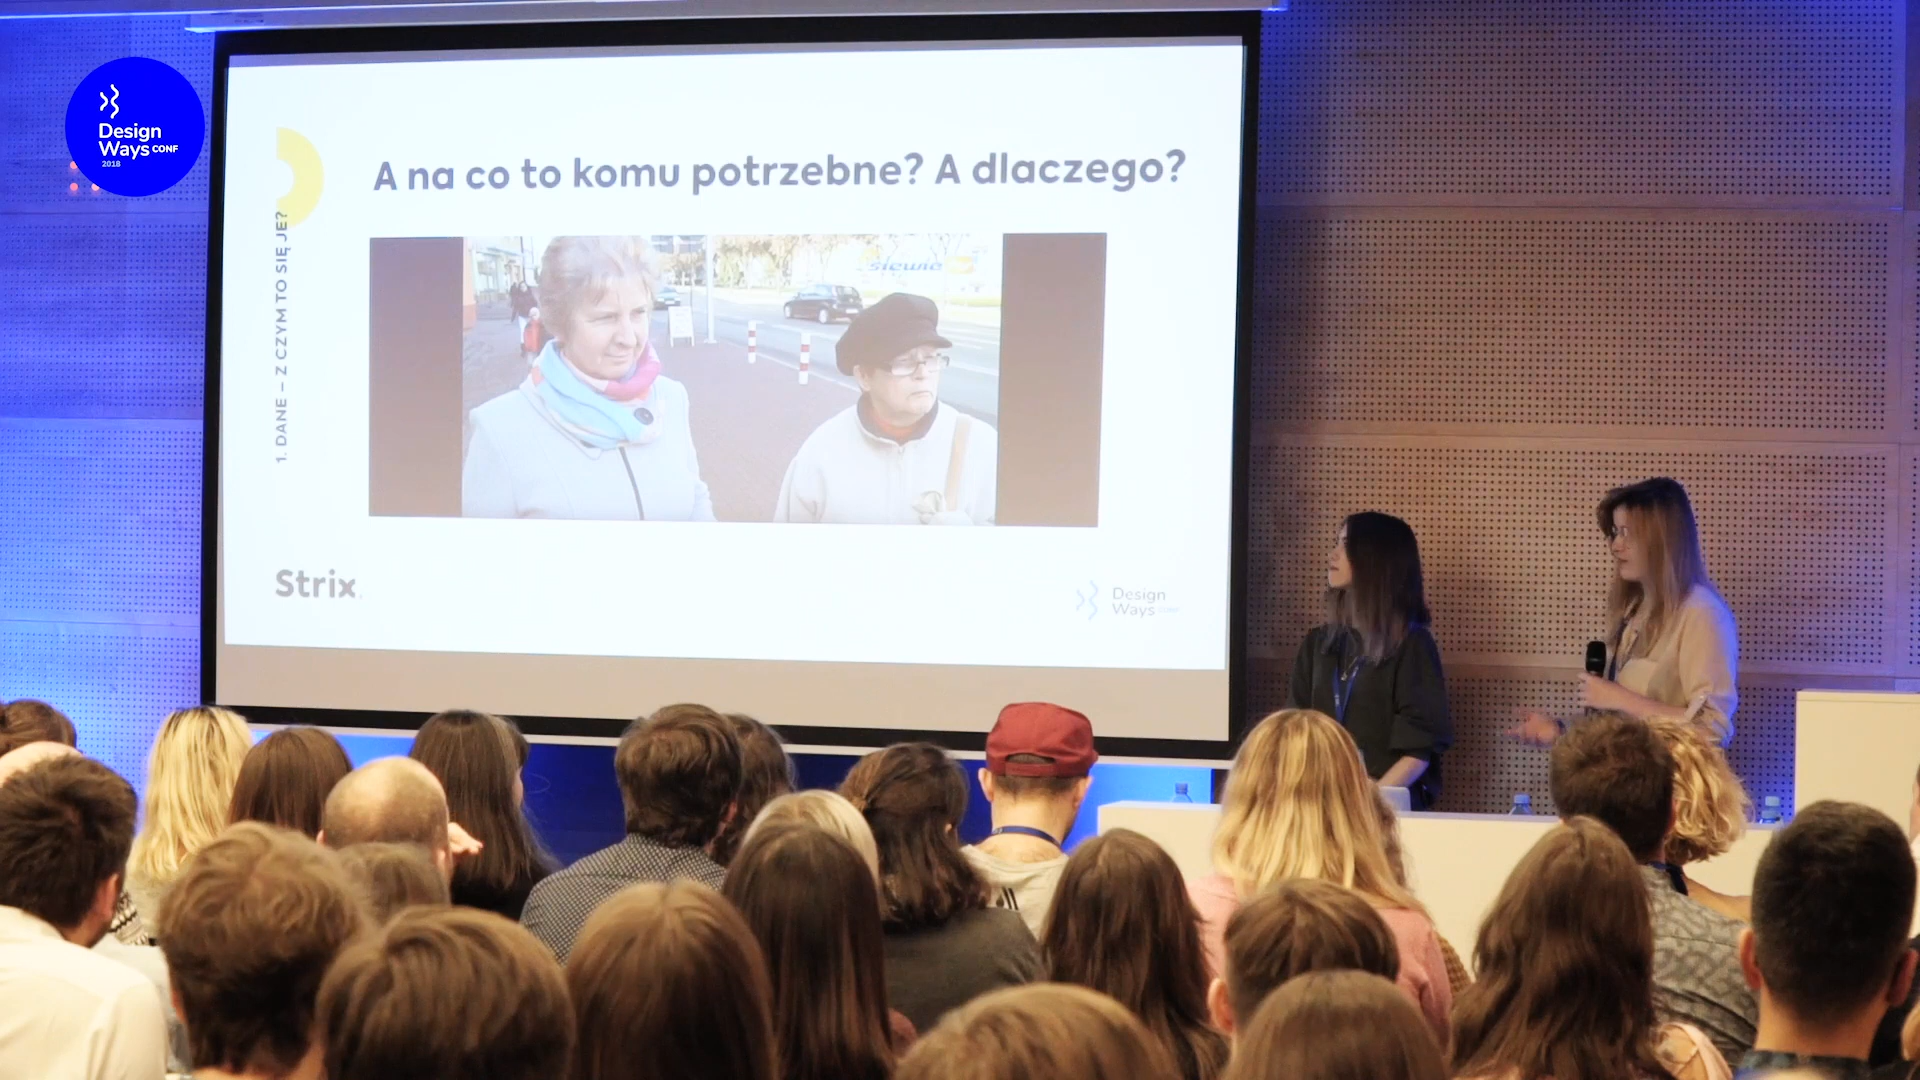 Design
Ways CONF
2018
A na co to komu potrzebne? A dlaczego?
1. DANE – Z CZYM TO SIĘ JE?
siewie
Strix.
Design
Ways